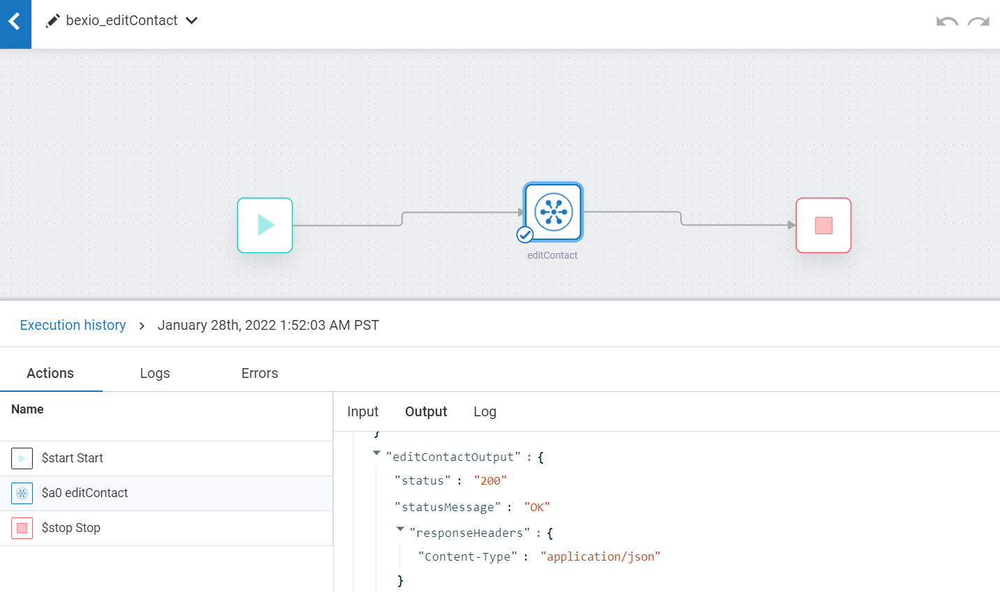 bexio_editContact
editContact
Execution history > January 28th, 2022 1:52:03 AM PST
Actions Logs Errors
Name
$start Start
$a0 editContact
$stop Stop
Input Output Log
}
"editContactOutput" : {
"status" : "200"
"statusMessage" : "OK"
"responseHeaders" : {
"Content-Type" : "application/json"
}